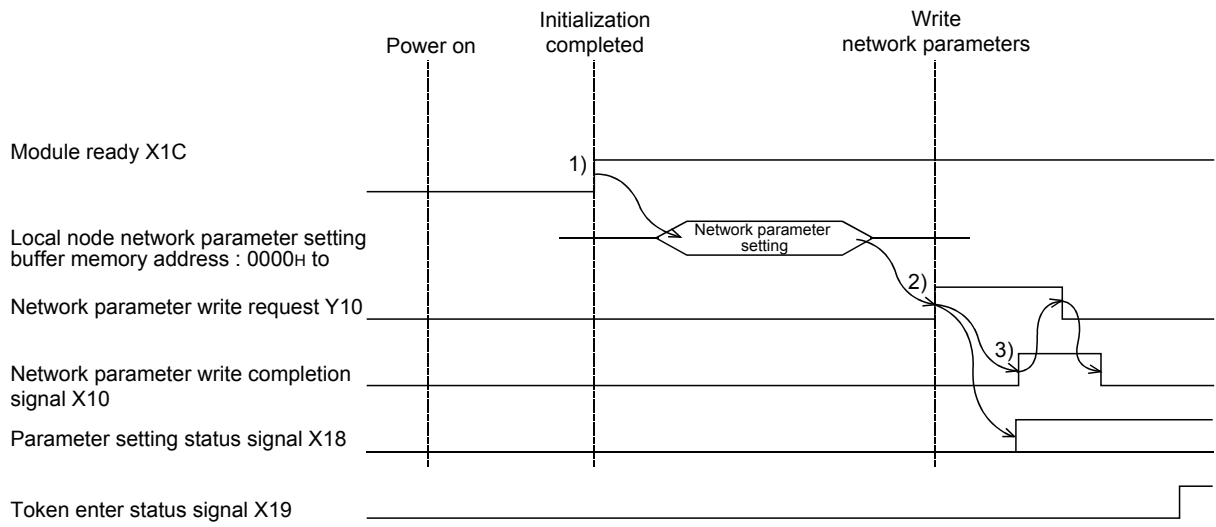 Power on
Initialization
completed
Write
network parameters
Module ready X1C
1)
Local node network parameter setting
buffer memory address : 0000H to
Network parameter
setting
2)
Network parameter write request Y10
3)
Network parameter write completion
signal X10
Parameter setting status signal X18
Token enter status signal X19